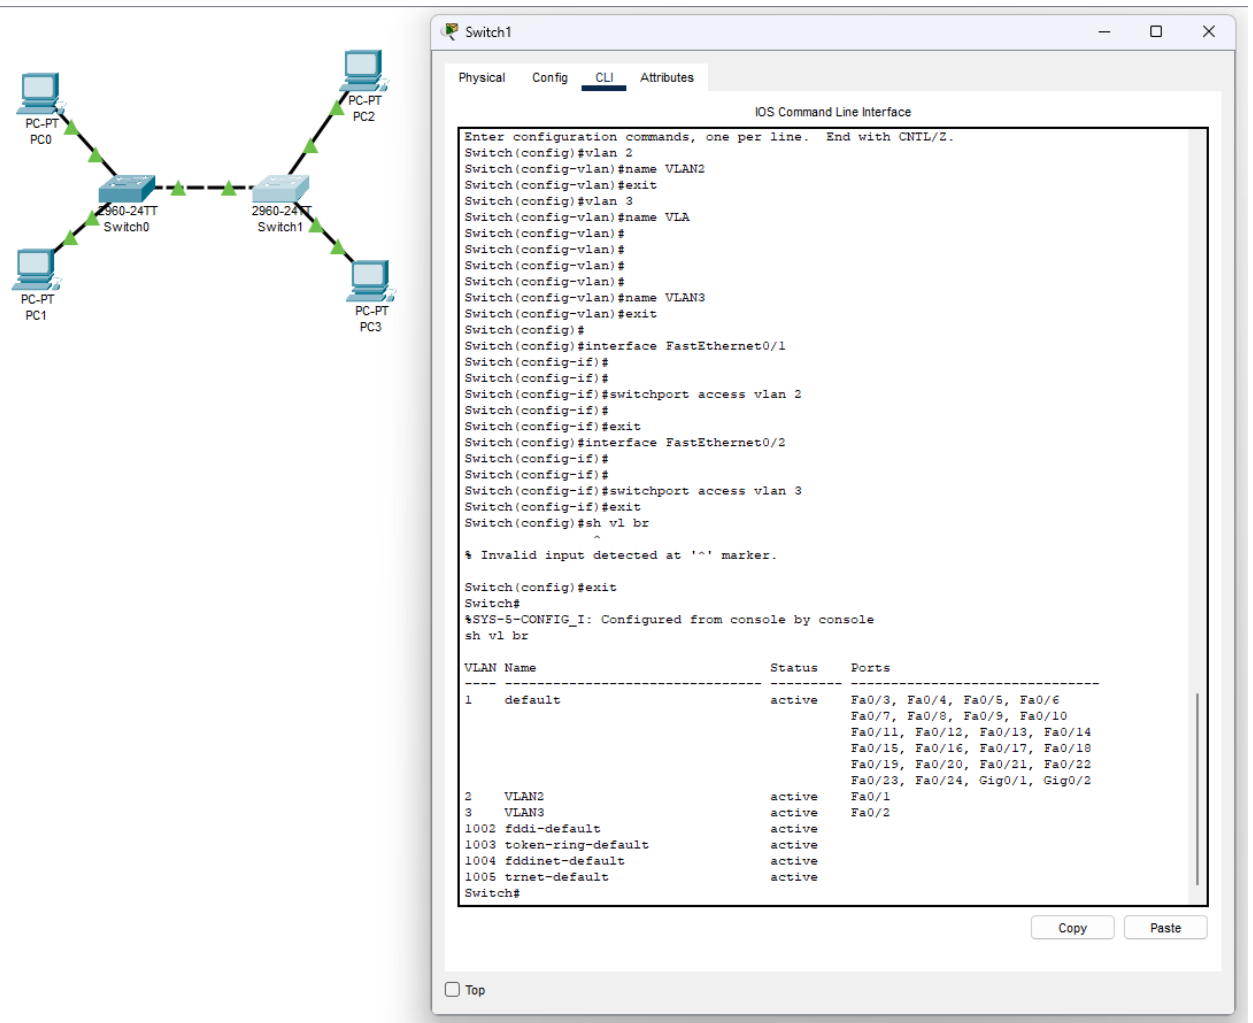 Switch1
Physical Config CLI Attributes
IOS Command Line Interface
Enter configuration commands, one per line.  End with CNTL/Z.
Switch(config)#vlan 2
Switch(config-vlan)#name VLAN2
Switch(config-vlan)#exit
Switch(config)#vlan 3
Switch(config-vlan)#name VLA
Switch(config-vlan)#
Switch(config-vlan)#
Switch(config-vlan)#
Switch(config-vlan)#
Switch(config-vlan)#name VLAN3
Switch(config-vlan)#exit
Switch(config)#
Switch(config)#interface FastEthernet0/1
Switch(config-if)#
Switch(config-if)#
Switch(config-if)#switchport access vlan 2
Switch(config-if)#
Switch(config-if)#exit
Switch(config)#interface FastEthernet0/2
Switch(config-if)#
Switch(config-if)#
Switch(config-if)#switchport access vlan 3
Switch(config-if)#exit
Switch(config)#sh vl br
^
% Invalid input detected at '^' marker.
Switch(config)#exit
Switch#
%SYS-5-CONFIG_I: Configured from console by console
sh vl br
VLAN Name Status Ports
---- -------------------------------- --------- -------------------------------
1 default active Fa0/3, Fa0/4, Fa0/5, Fa0/6
Fa0/7, Fa0/8, Fa0/9, Fa0/10
Fa0/11, Fa0/12, Fa0/13, Fa0/14
Fa0/15, Fa0/16, Fa0/17, Fa0/18
Fa0/19, Fa0/20, Fa0/21, Fa0/22
Fa0/23, Fa0/24, Gig0/1, Gig0/2
2 VLAN2 active Fa0/1
3 VLAN3 active Fa0/2
1002 fddi-default active
1003 token-ring-default active
1004 fddinet-default active
1005 trnet-default active
Switch#
Copy Paste
Top
PC-PT
PC0
PC-PT
PC2
2960-24TT
Switch0
2960-24TT
Switch1
PC-PT
PC1
PC-PT
PC3